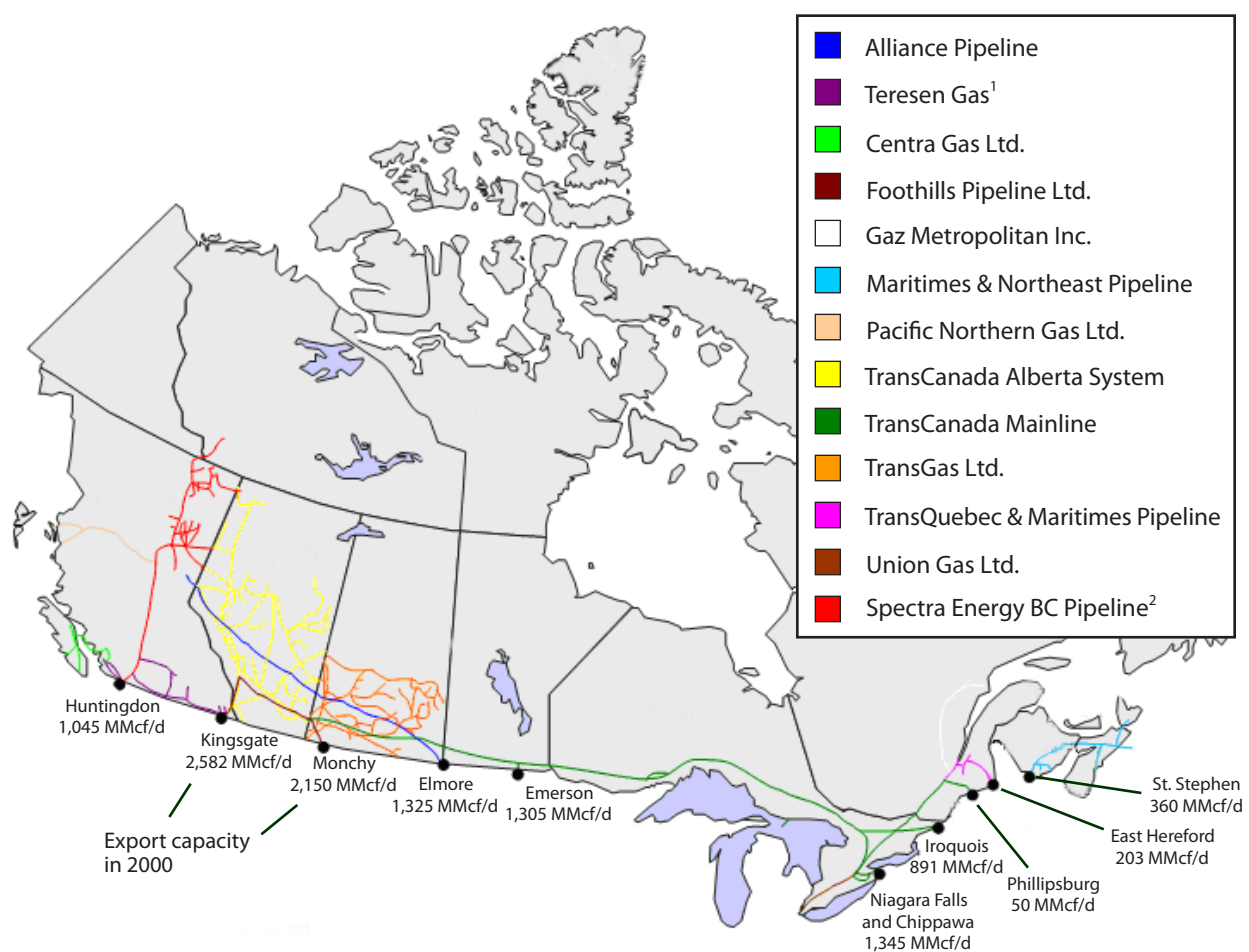 Alliance Pipeline
Teresen Gas1
Centra Gas Ltd.
Foothills Pipeline Ltd.
Gaz Metropolitan Inc.
Maritimes & Northeast Pipeline
Pacific Northern Gas Ltd.
TransCanada Alberta System
TransCanada Mainline
TransGas Ltd.
TransQuebec & Maritimes Pipeline
Union Gas Ltd.
Spectra Energy BC Pipeline2
Huntingdon
1,045 MMcf/d
Kingsgate
2,582 MMcf/d
Monchy
2,150 MMcf/d
Elmore
1,325 MMcf/d
Emerson
1,305 MMcf/d
Export capacity
in 2000
Iroquois
891 MMcf/d
Niagara Falls
and Chippawa
1,345 MMcf/d
Phillipsburg
50 MMcf/d
East Hereford
203 MMcf/d
St. Stephen
360 MMcf/d